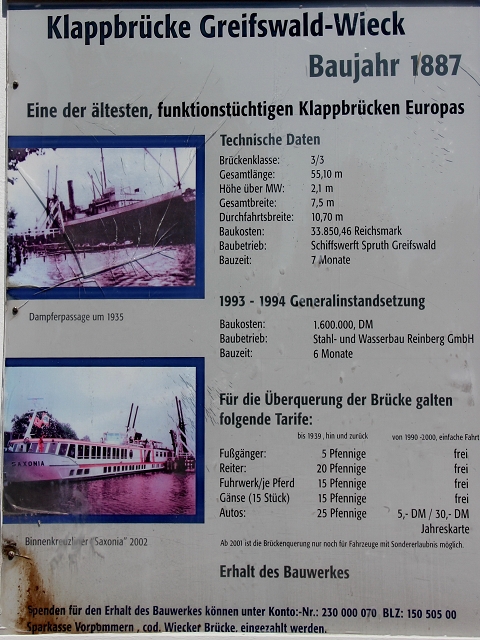 Klappbrücke Greifswald-Wieck
Baujahr 1887
Eine der ältesten, funktionstüchtigen Klappbrücken Europas
Technische Daten
Brückenklasse: 3/3
Gesamtlänge: 55,10 m
Höhe über MW: 2,1 m
Gesamtbreite: 7,5 m
Durchfahrtsbreite: 10,70 m
Baukosten: 33.850,46 Reichsmark
Baubetrieb: Schiffswerft Spruth Greifswald
Bauzeit: 7 Monate
Dampferpassage um 1935
1993 - 1994 Generalinstandsetzung
Baukosten: 1.600.000, DM
Baubetrieb: Stahl- und Wasserbau Reinberg GmbH
Bauzeit: 6 Monate
SAXONIA
Binnenkreuzliner "Saxonia" 2002
Für die Überquerung der Brücke galten
folgende Tarife:
bis 1939 , hin und zurück von 1990 -2000, einfache Fahrt
Fußgänger: 5 Pfennige frei
Reiter: 20 Pfennige frei
Fuhrwerk/je Pferd 15 Pfennige frei
Gänse (15 Stück) 15 Pfennige frei
Autos: 25 Pfennige 5,- DM / 30,- DM
Jahreskarte
Ab 2001 ist die Brückenquerung nur noch für Fahrzeuge mit Sondererlaubnis möglich.
Erhalt des Bauwerkes
Spenden für den Erhalt des Bauwerkes können unter Konto:-Nr.: 230 000 070 BLZ: 150 505 00
Sparkasse Vorpbmmern , cod. Wiecker Brücke, eingezahlt werden.